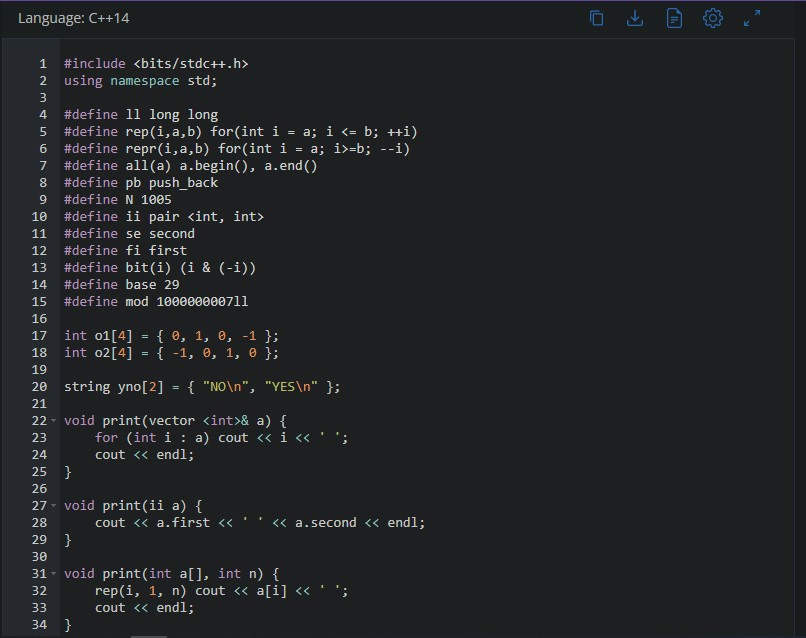 Language: C++14
1 #include <bits/stdc++.h>
2 using namespace std;
3
4 #define ll long long
5 #define rep(i,a,b) for(int i = a; i <= b; ++i)
6 #define repr(i,a,b) for(int i = a; i>=b; --i)
7 #define all(a) a.begin(), a.end()
8 #define pb push_back
9 #define N 1005
10 #define ii pair <int, int>
11 #define se second
12 #define fi first
13 #define bit(i) (i & (-i))
14 #define base 29
15 #define mod 1000000007ll
16
17 int o1[4] = { 0, 1, 0, -1 };
18 int o2[4] = { -1, 0, 1, 0 };
19
20 string yno[2] = { "NO\n", "YES\n" };
21
22 void print(vector <int>& a) {
23     for (int i : a) cout << i << ' ';
24     cout << endl;
25 }
26
27 void print(ii a) {
28     cout << a.first << ' ' << a.second << endl;
29 }
30
31 void print(int a[], int n) {
32     rep(i, 1, n) cout << a[i] << ' ';
33     cout << endl;
34 }